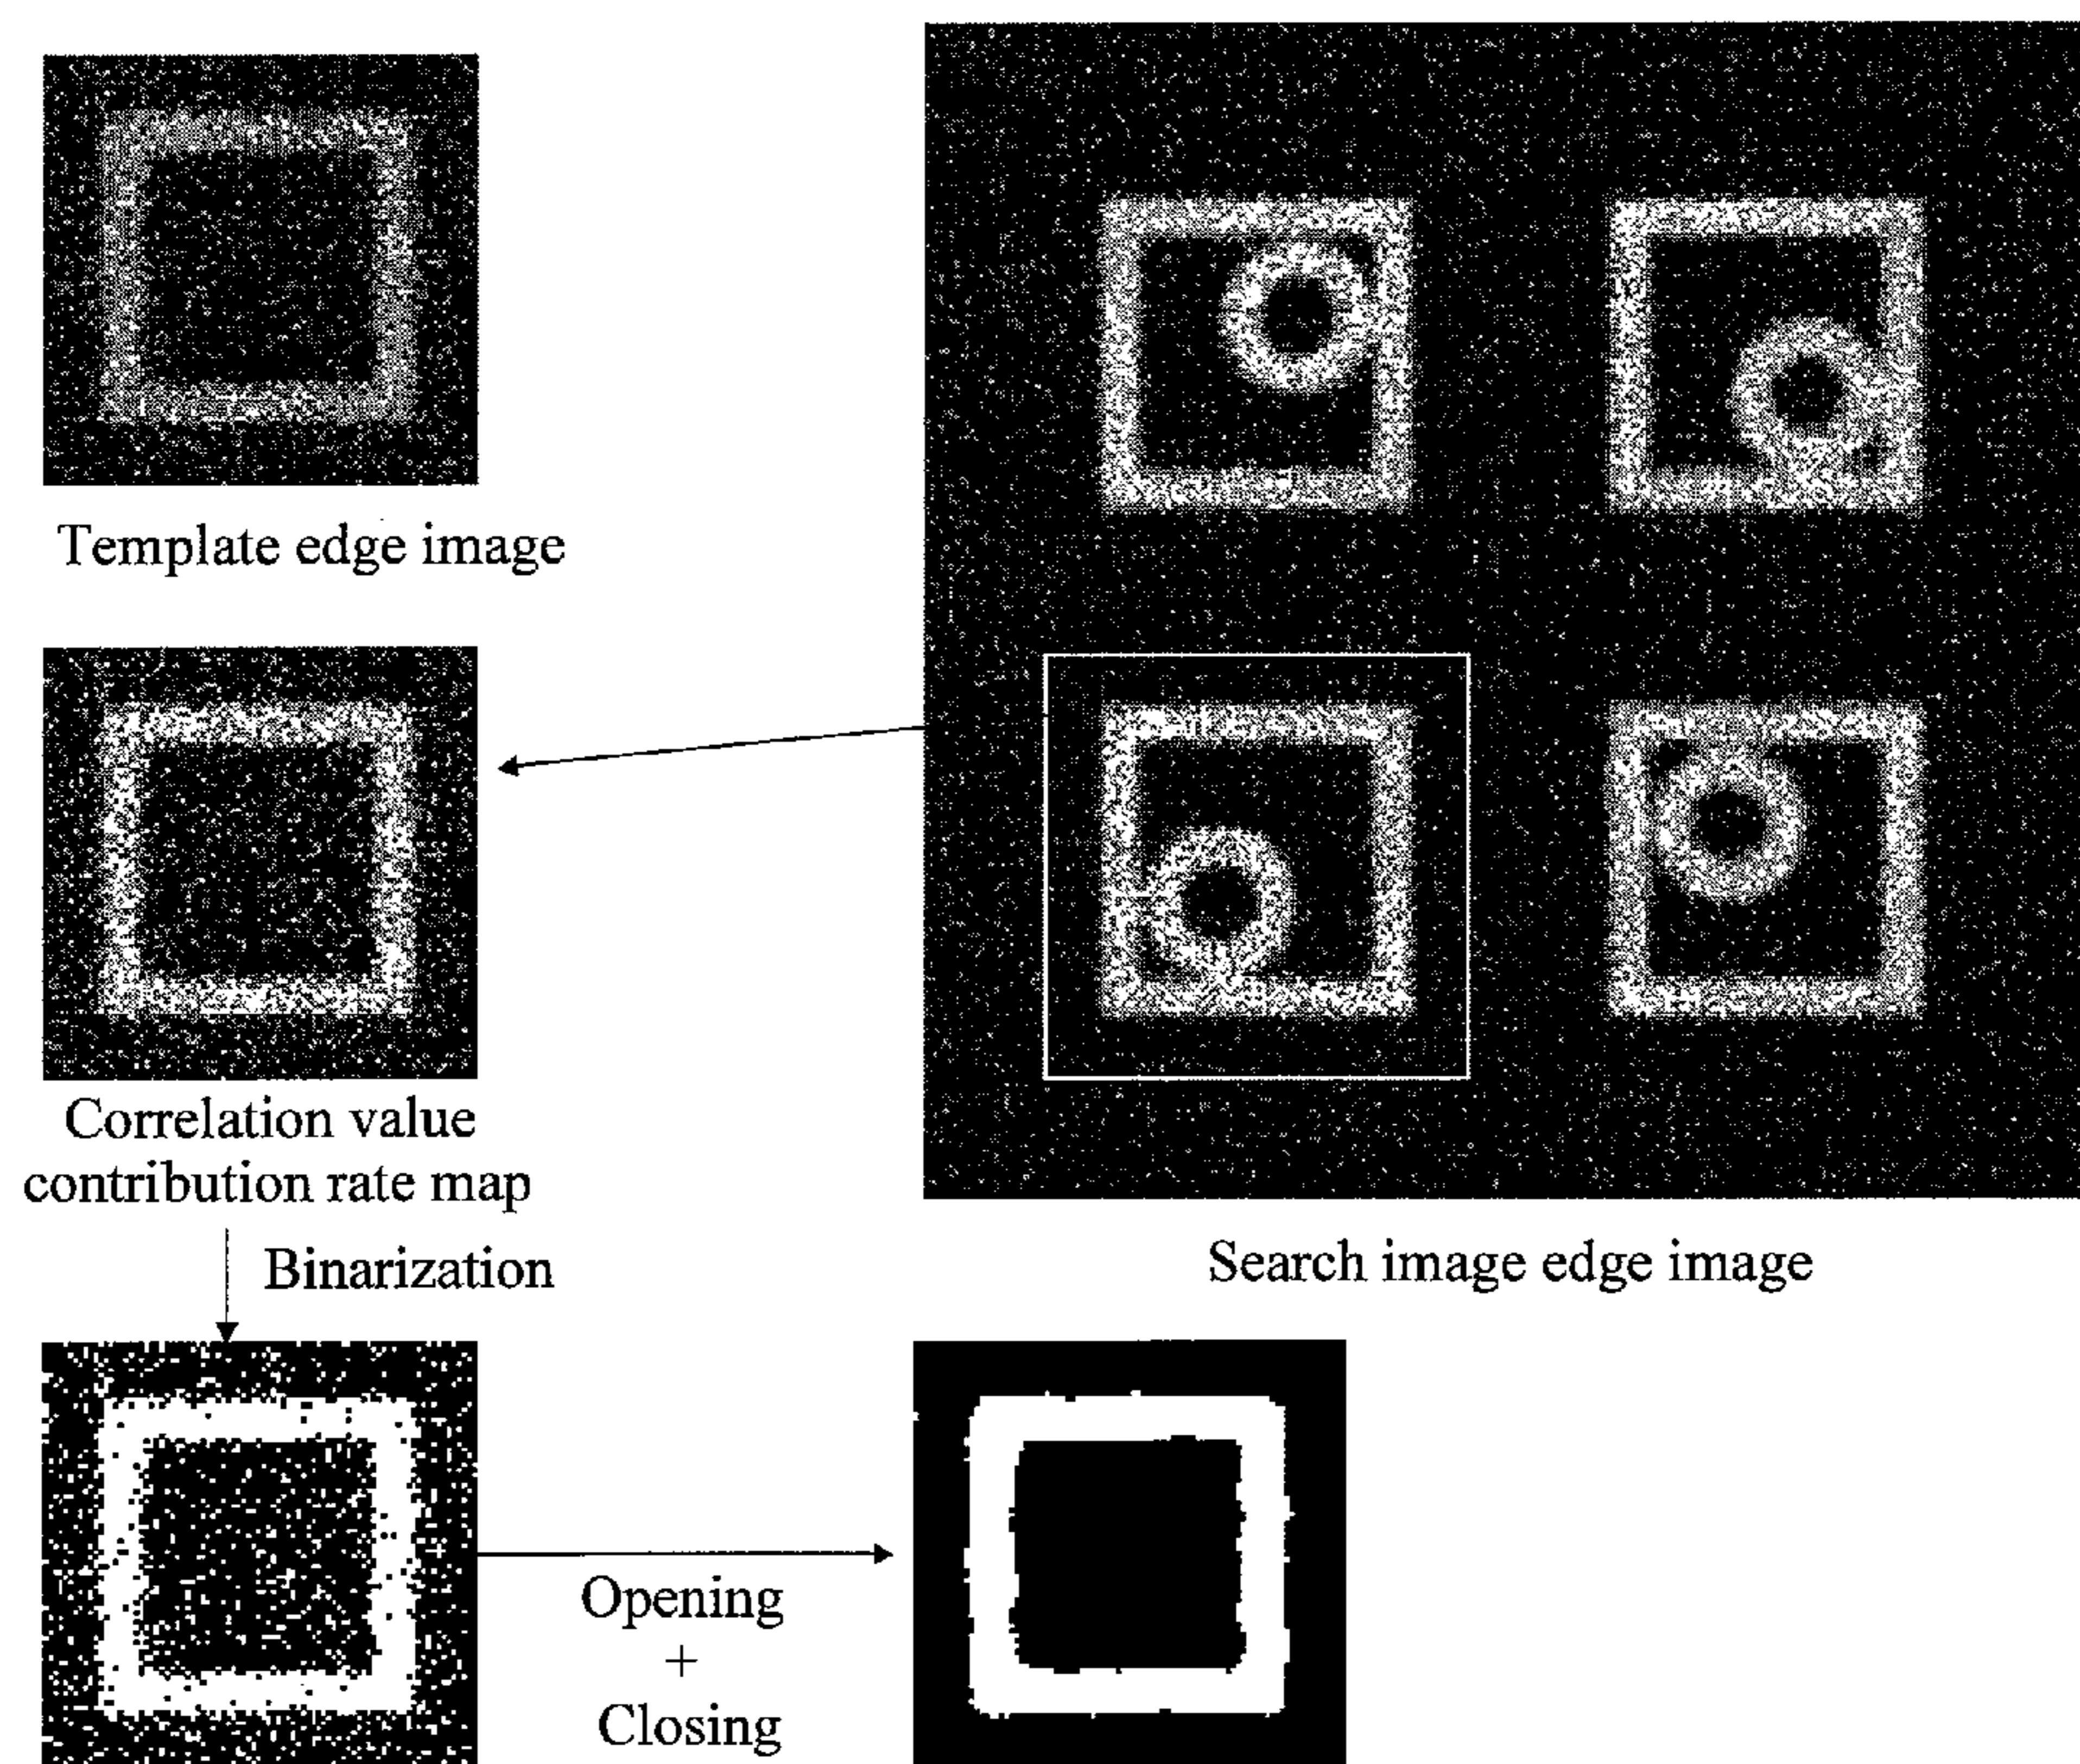 Template edge image
Correlation value
contribution rate map
Binarization
Search image edge image
Opening
+
Closing